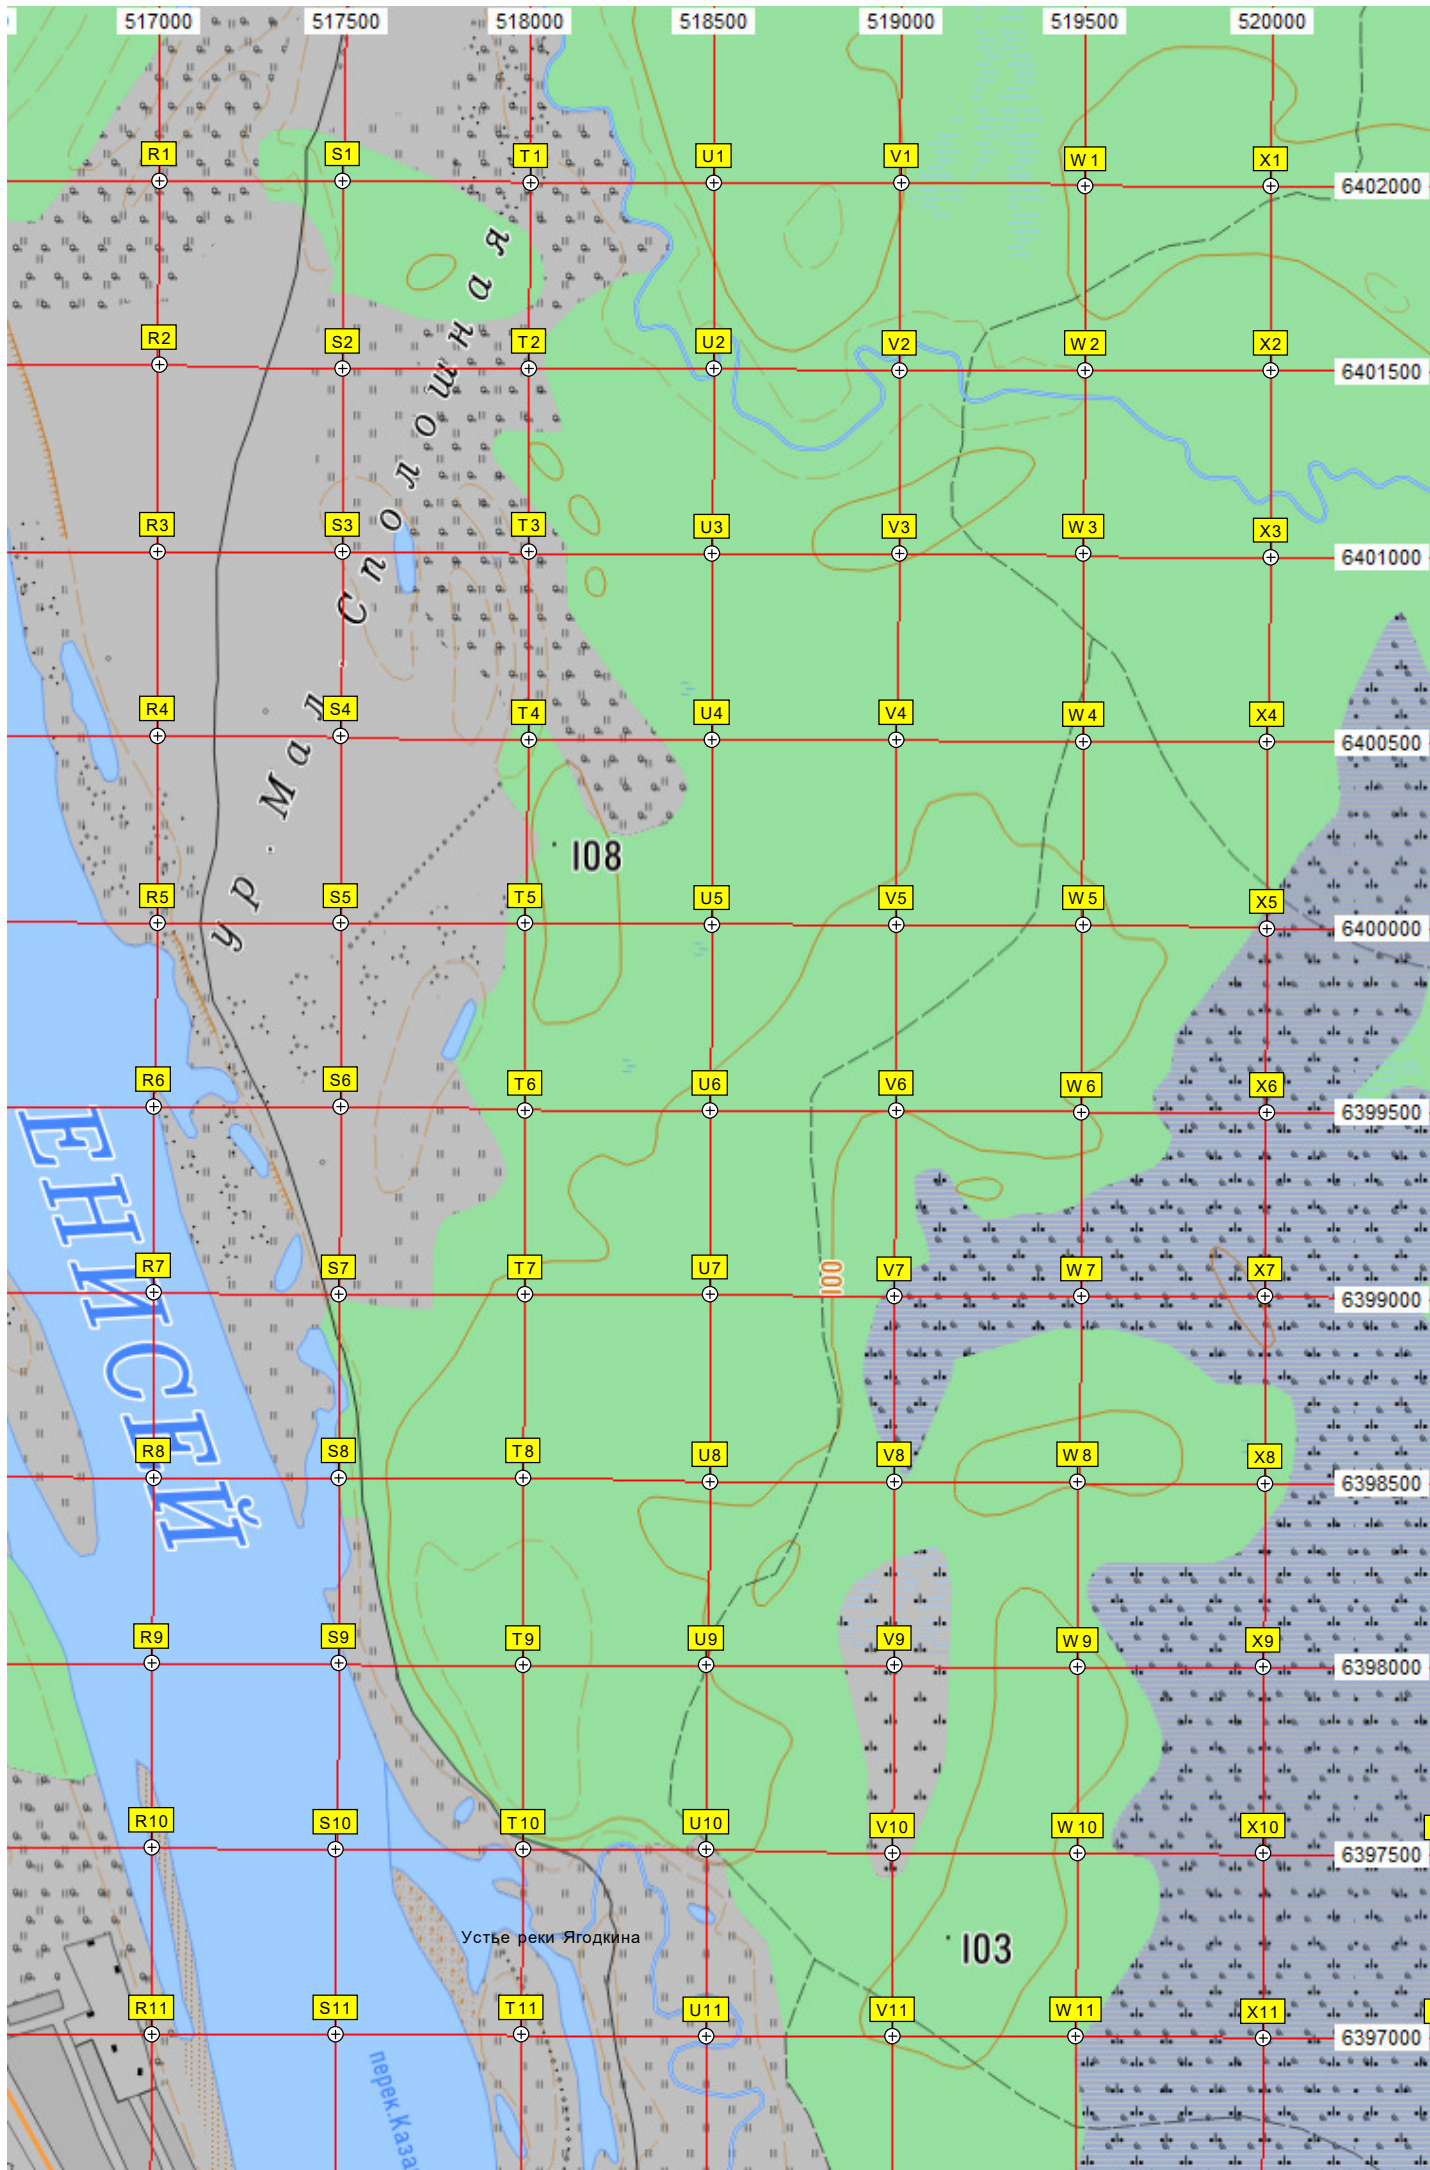 517000 517500 518000 518500 519000 519500 520000
R1 S1 T1 U1 V1 W1 X1
6402000
R2 S2 T2 U2 V2 W2 X2
6401500
R3 S3 T3 U3 V3 W3 X3
6401000
R4 S4 T4 U4 V4 W4 X4
6400500
ур. Мал. Сполошная
108
R5 S5 T5 U5 V5 W5 X5
6400000
R6 S6 T6 U6 V6 W6 X6
6399500
ЕНИСЕЙ
R7 S7 T7 U7 V7 W7 X7
100
6399000
R8 S8 T8 U8 V8 W8 X8
6398500
R9 S9 T9 U9 V9 W9 X9
6398000
R10 S10 T10 U10 V10 W10 X10
6397500
Устье реки Ягодкина
103
R11 S11 T11 U11 V11 W11 X11
6397000
перек.Каза